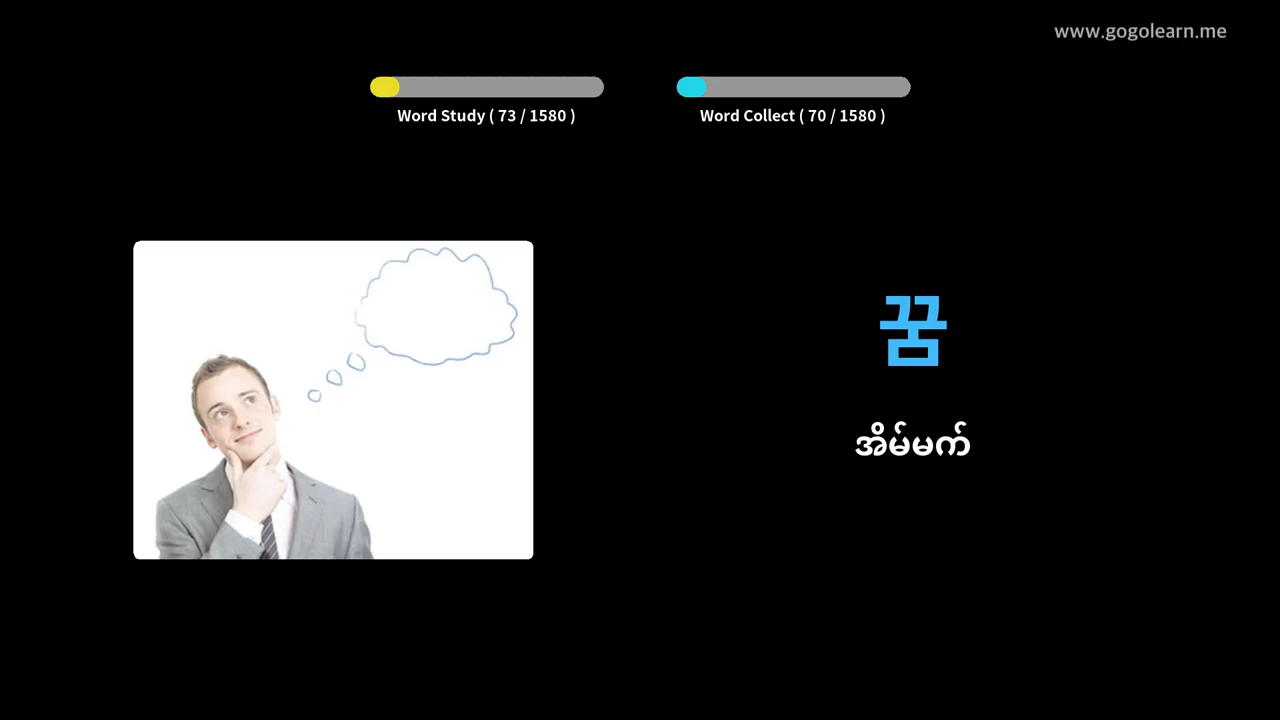 www.gogolearn.me
Word Study ( 73 / 1580 )
Word Collect ( 70 / 1580 )
꿈
အိမ်မက်